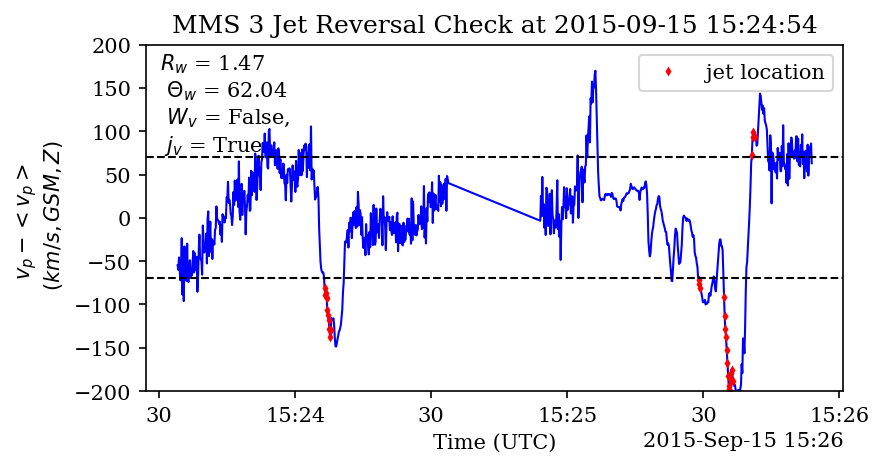 MMS 3 Jet Reversal Check at 2015-09-15 15:24:54
R_w = 1.47
Θ_w = 62.04
W_v = False,
j_v = True
jet location
v_p − < v_p >
(km/s, GSM, Z)
200
150
100
50
0
−50
−100
−150
−200
30 15:24 30 15:25 30 15:26
Time (UTC) 2015-Sep-15 15:26